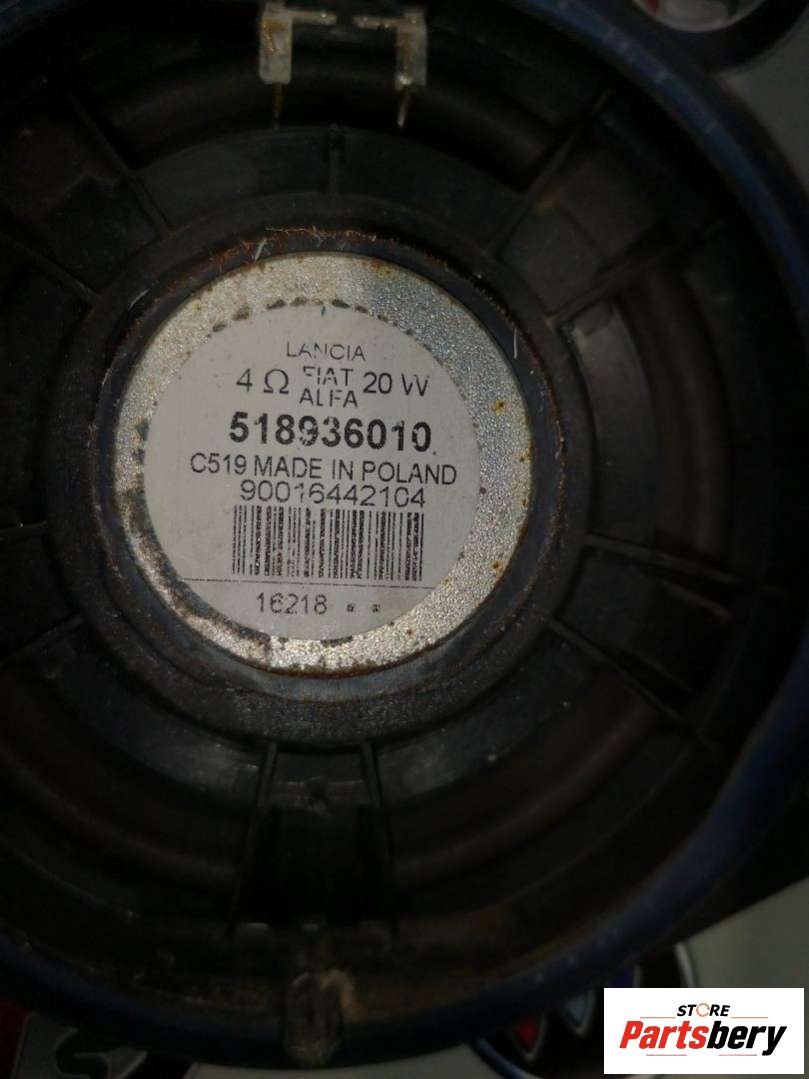 LANCIA
4 Ω FIAT 20 W
ALFA
518936010
C519 MADE IN POLAND
90016442104
16218
STORE
Partsbery